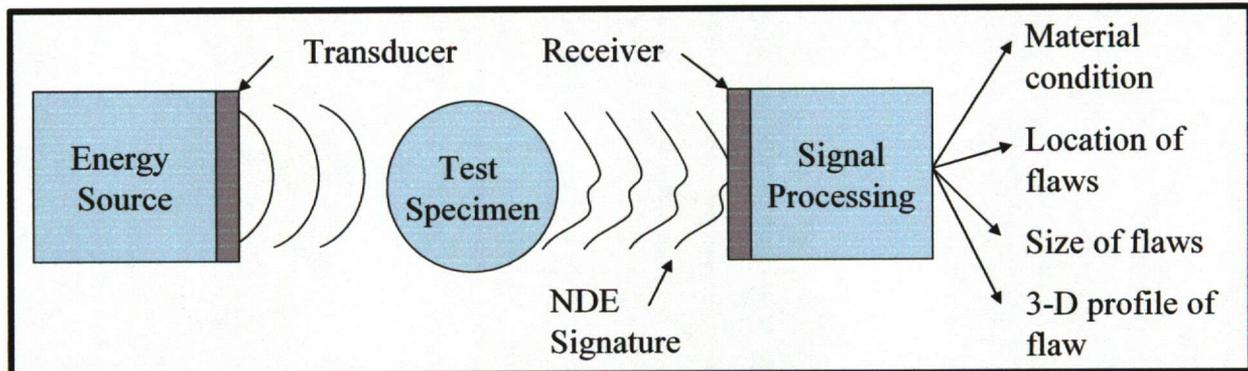 Transducer
Receiver
Energy
Source
Test
Specimen
NDE
Signature
Signal
Processing
Material
condition
Location of
flaws
Size of flaws
3-D profile of
flaw